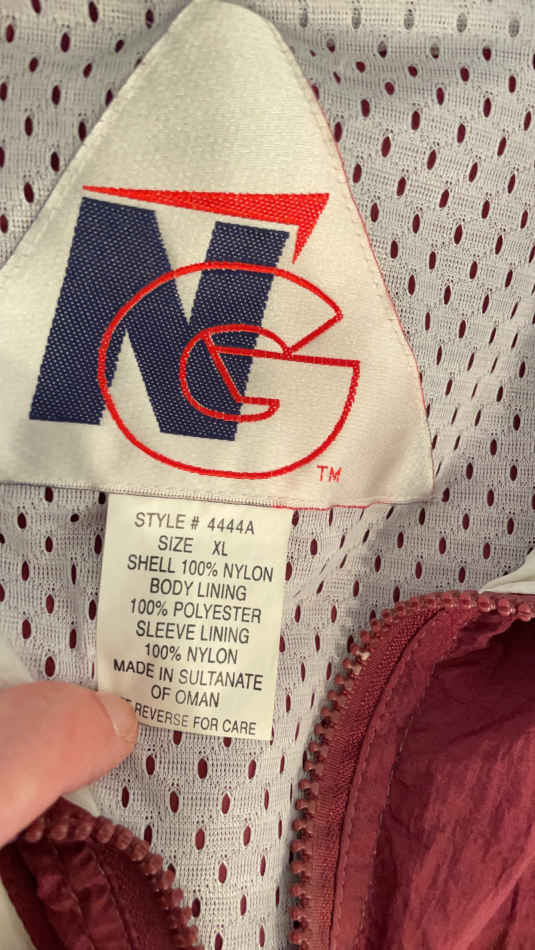 NG
TM
STYLE # 4444A
SIZE XL
SHELL 100% NYLON
BODY LINING
100% POLYESTER
SLEEVE LINING
100% NYLON
MADE IN SULTANATE
OF OMAN
REVERSE FOR CARE